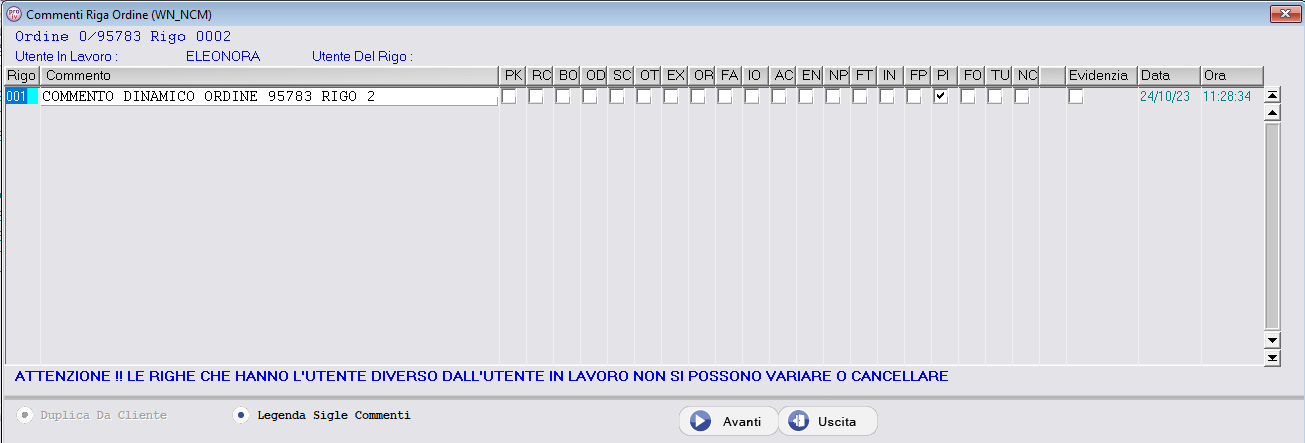 Commenti Riga Ordine (WN_NCM)
Ordine 0/95783 Rigo 0002
Utente In Lavoro : ELEONORA Utente Del Rigo :
Rigo Commento PK RC BO OD SC OT EX OR FA IO AC EN NP FT IN FP PI FO TU NC Evidenzia Data Ora
001 COMMENTO DINAMICO ORDINE 95783 RIGO 2 24/10/23 11:28:34
ATTENZIONE !! LE RIGHE CHE HANNO L'UTENTE DIVERSO DALL'UTENTE IN LAVORO NON SI POSSONO VARIARE O CANCELLARE
Duplica Da Cliente Legenda Sigle Commenti Avanti Uscita